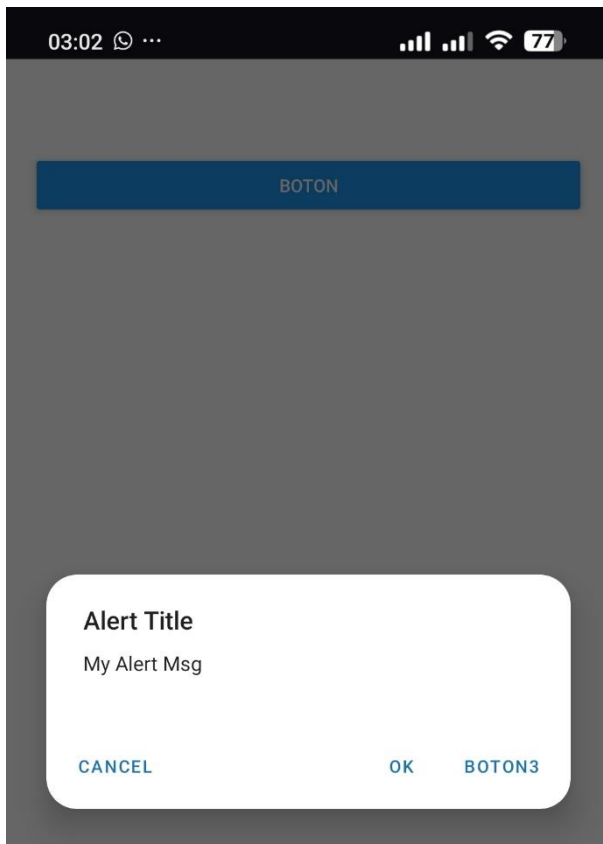 03:02 ... 77
BOTON
Alert Title
My Alert Msg
CANCEL OK BOTON3